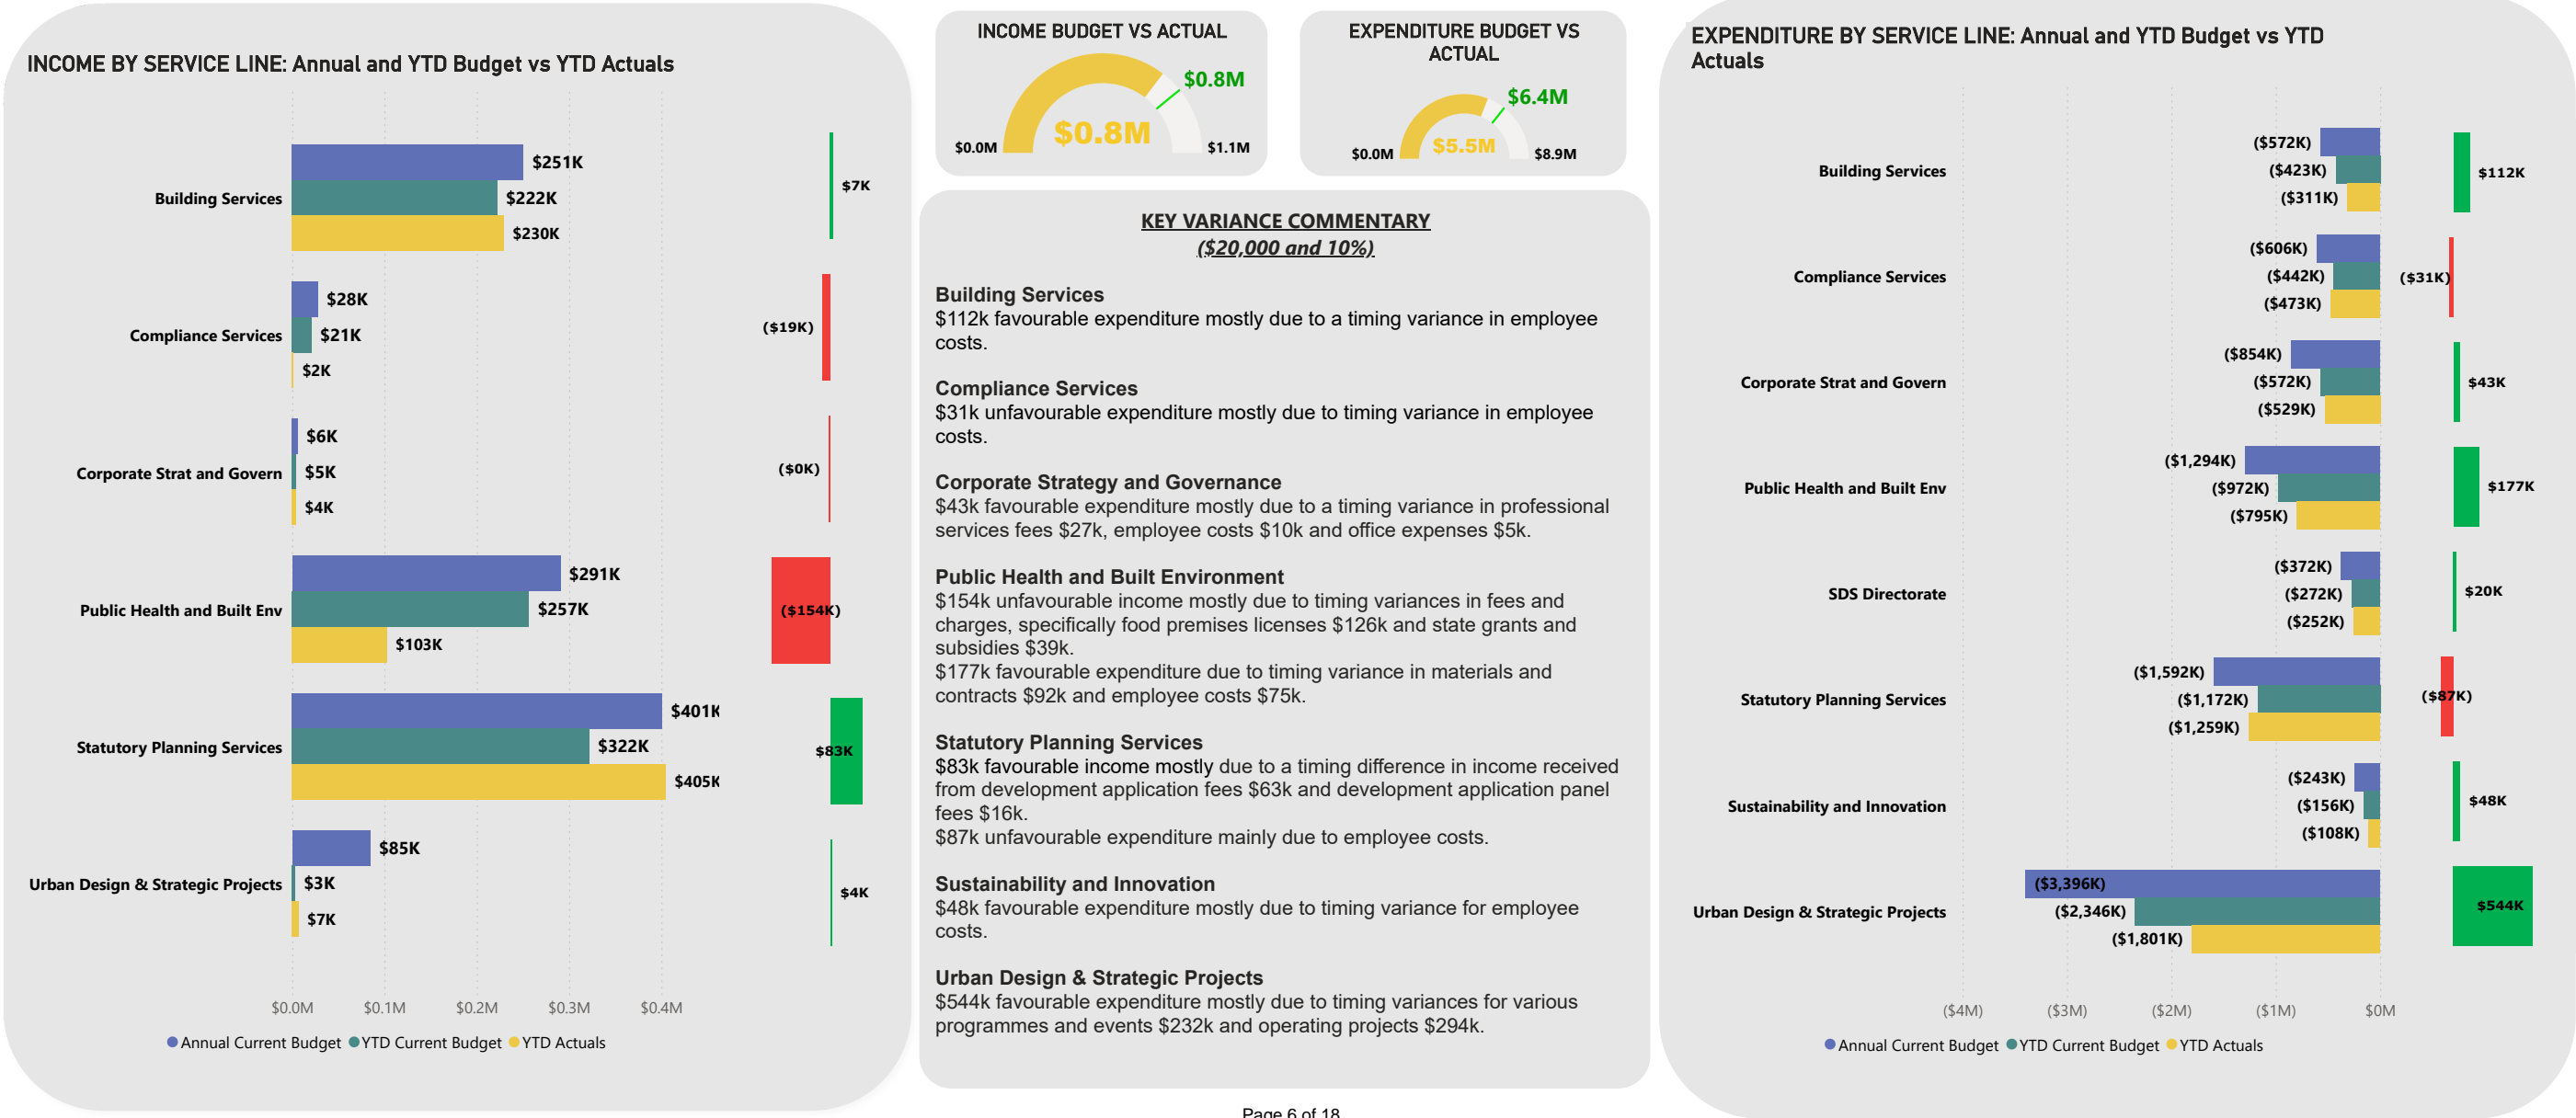 INCOME BY SERVICE LINE: Annual and YTD Budget vs YTD Actuals
Building Services
$251K
$222K
$230K
$7K
Compliance Services
$28K
$21K
$2K
($19K)
Corporate Strat and Govern
$6K
$5K
$4K
($0K)
Public Health and Built Env
$291K
$257K
$103K
($154K)
Statutory Planning Services
$401K
$322K
$405K
$83K
Urban Design & Strategic Projects
$85K
$3K
$7K
$4K
$0.0M $0.1M $0.2M $0.3M $0.4M
Annual Current Budget YTD Current Budget YTD Actuals
INCOME BUDGET VS ACTUAL
$0.8M
$0.8M
$0.0M
$1.1M
EXPENDITURE BUDGET VS
ACTUAL
$6.4M
$5.5M
$0.0M
$8.9M
KEY VARIANCE COMMENTARY
($20,000 and 10%)
Building Services
$112k favourable expenditure mostly due to a timing variance in employee
costs.
Compliance Services
$31k unfavourable expenditure mostly due to timing variance in employee
costs.
Corporate Strategy and Governance
$43k favourable expenditure mostly due to a timing variance in professional
services fees $27k, employee costs $10k and office expenses $5k.
Public Health and Built Environment
$154k unfavourable income mostly due to timing variances in fees and
charges, specifically food premises licenses $126k and state grants and
subsidies $39k.
$177k favourable expenditure due to timing variance in materials and
contracts $92k and employee costs $75k.
Statutory Planning Services
$83k favourable income mostly due to a timing difference in income received
from development application fees $63k and development application panel
fees $16k.
$87k unfavourable expenditure mainly due to employee costs.
Sustainability and Innovation
$48k favourable expenditure mostly due to timing variance for employee
costs.
Urban Design & Strategic Projects
$544k favourable expenditure mostly due to timing variances for various
programmes and events $232k and operating projects $294k.
EXPENDITURE BY SERVICE LINE: Annual and YTD Budget vs YTD
Actuals
Building Services
($572K)
($423K)
($311K)
$112K
Compliance Services
($606K)
($442K)
($473K)
($31K)
Corporate Strat and Govern
($854K)
($572K)
($529K)
$43K
Public Health and Built Env
($1,294K)
($972K)
($795K)
$177K
SDS Directorate
($372K)
($272K)
($252K)
$20K
Statutory Planning Services
($1,592K)
($1,172K)
($1,259K)
($87K)
Sustainability and Innovation
($243K)
($156K)
($108K)
$48K
Urban Design & Strategic Projects
($3,396K)
($2,346K)
($1,801K)
$544K
($4M) ($3M) ($2M) ($1M) $0M
Annual Current Budget YTD Current Budget YTD Actuals
Page 6 of 18